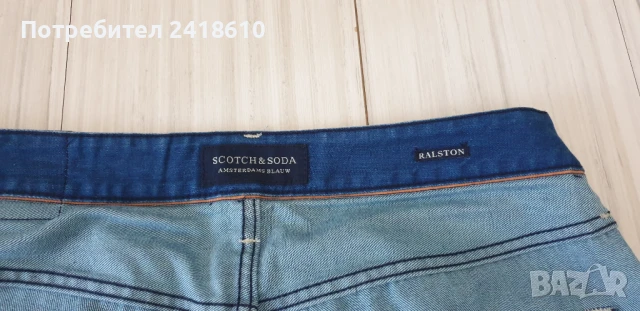 Потребител 2418610
SCOTCH & SODA
RALSTON
AMSTERDAMS BLAUW
BAZAR